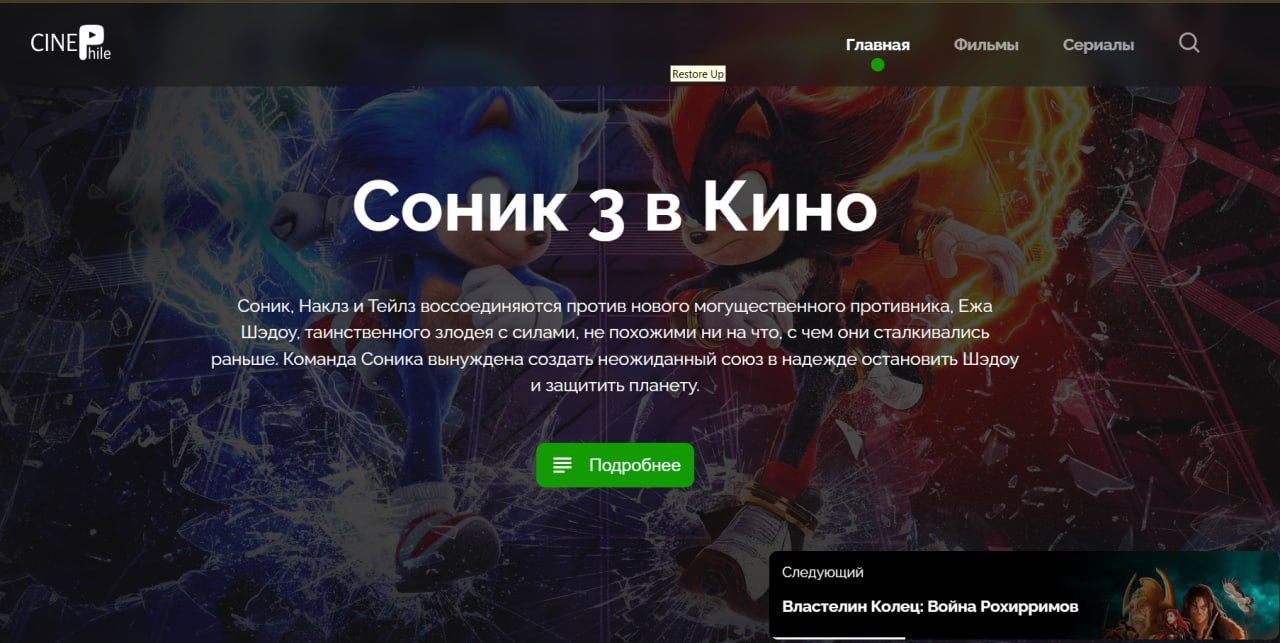 CINEPhile
Главная Фильмы Сериалы
Restore Up
Соник 3 в Кино
Соник, Наклз и Тейлз воссоединяются против нового могущественного противника, Ежа
Шэдоу, таинственного злодея с силами, не похожими ни на что, с чем они сталкивались
раньше. Команда Соника вынуждена создать неожиданный союз в надежде остановить Шэдоу
и защитить планету.
Подробнее
Следующий
Властелин Колец: Война Рохирримов